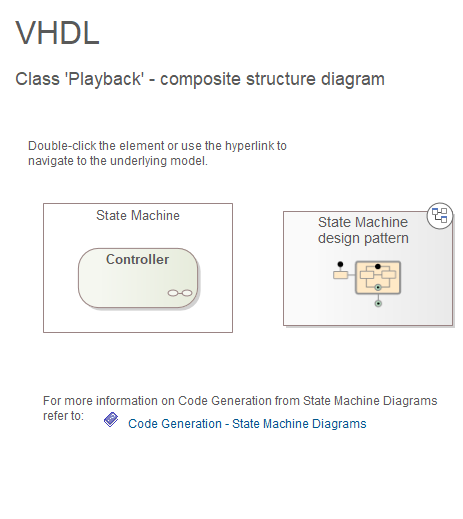 VHDL
Class 'Playback' - composite structure diagram
Double-click the element or use the hyperlink to
navigate to the underlying model.
State Machine
Controller
State Machine
design pattern
For more information on Code Generation from State Machine Diagrams
refer to:
Code Generation - State Machine Diagrams